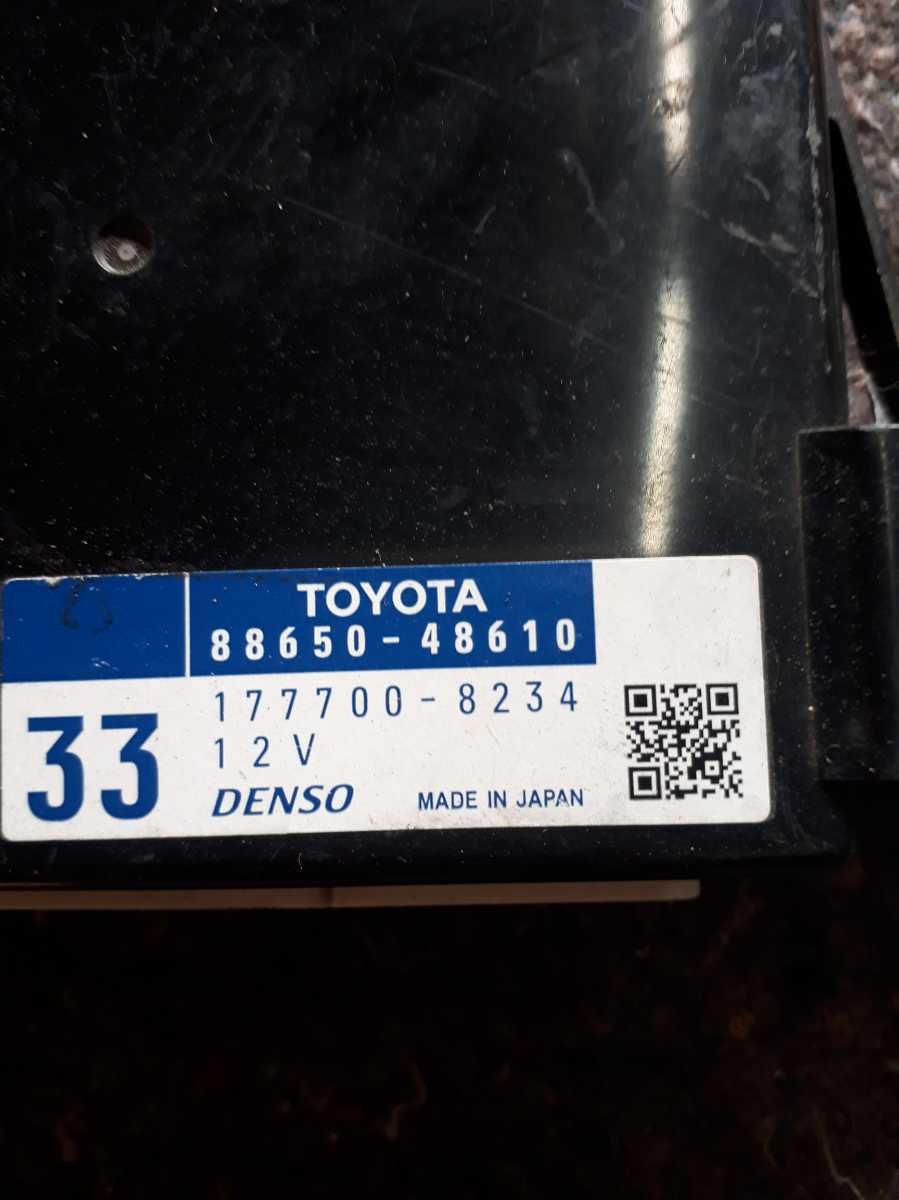 TOYOTA
88650-48610
177700-8234
33
12V
DENSO
MADE IN JAPAN